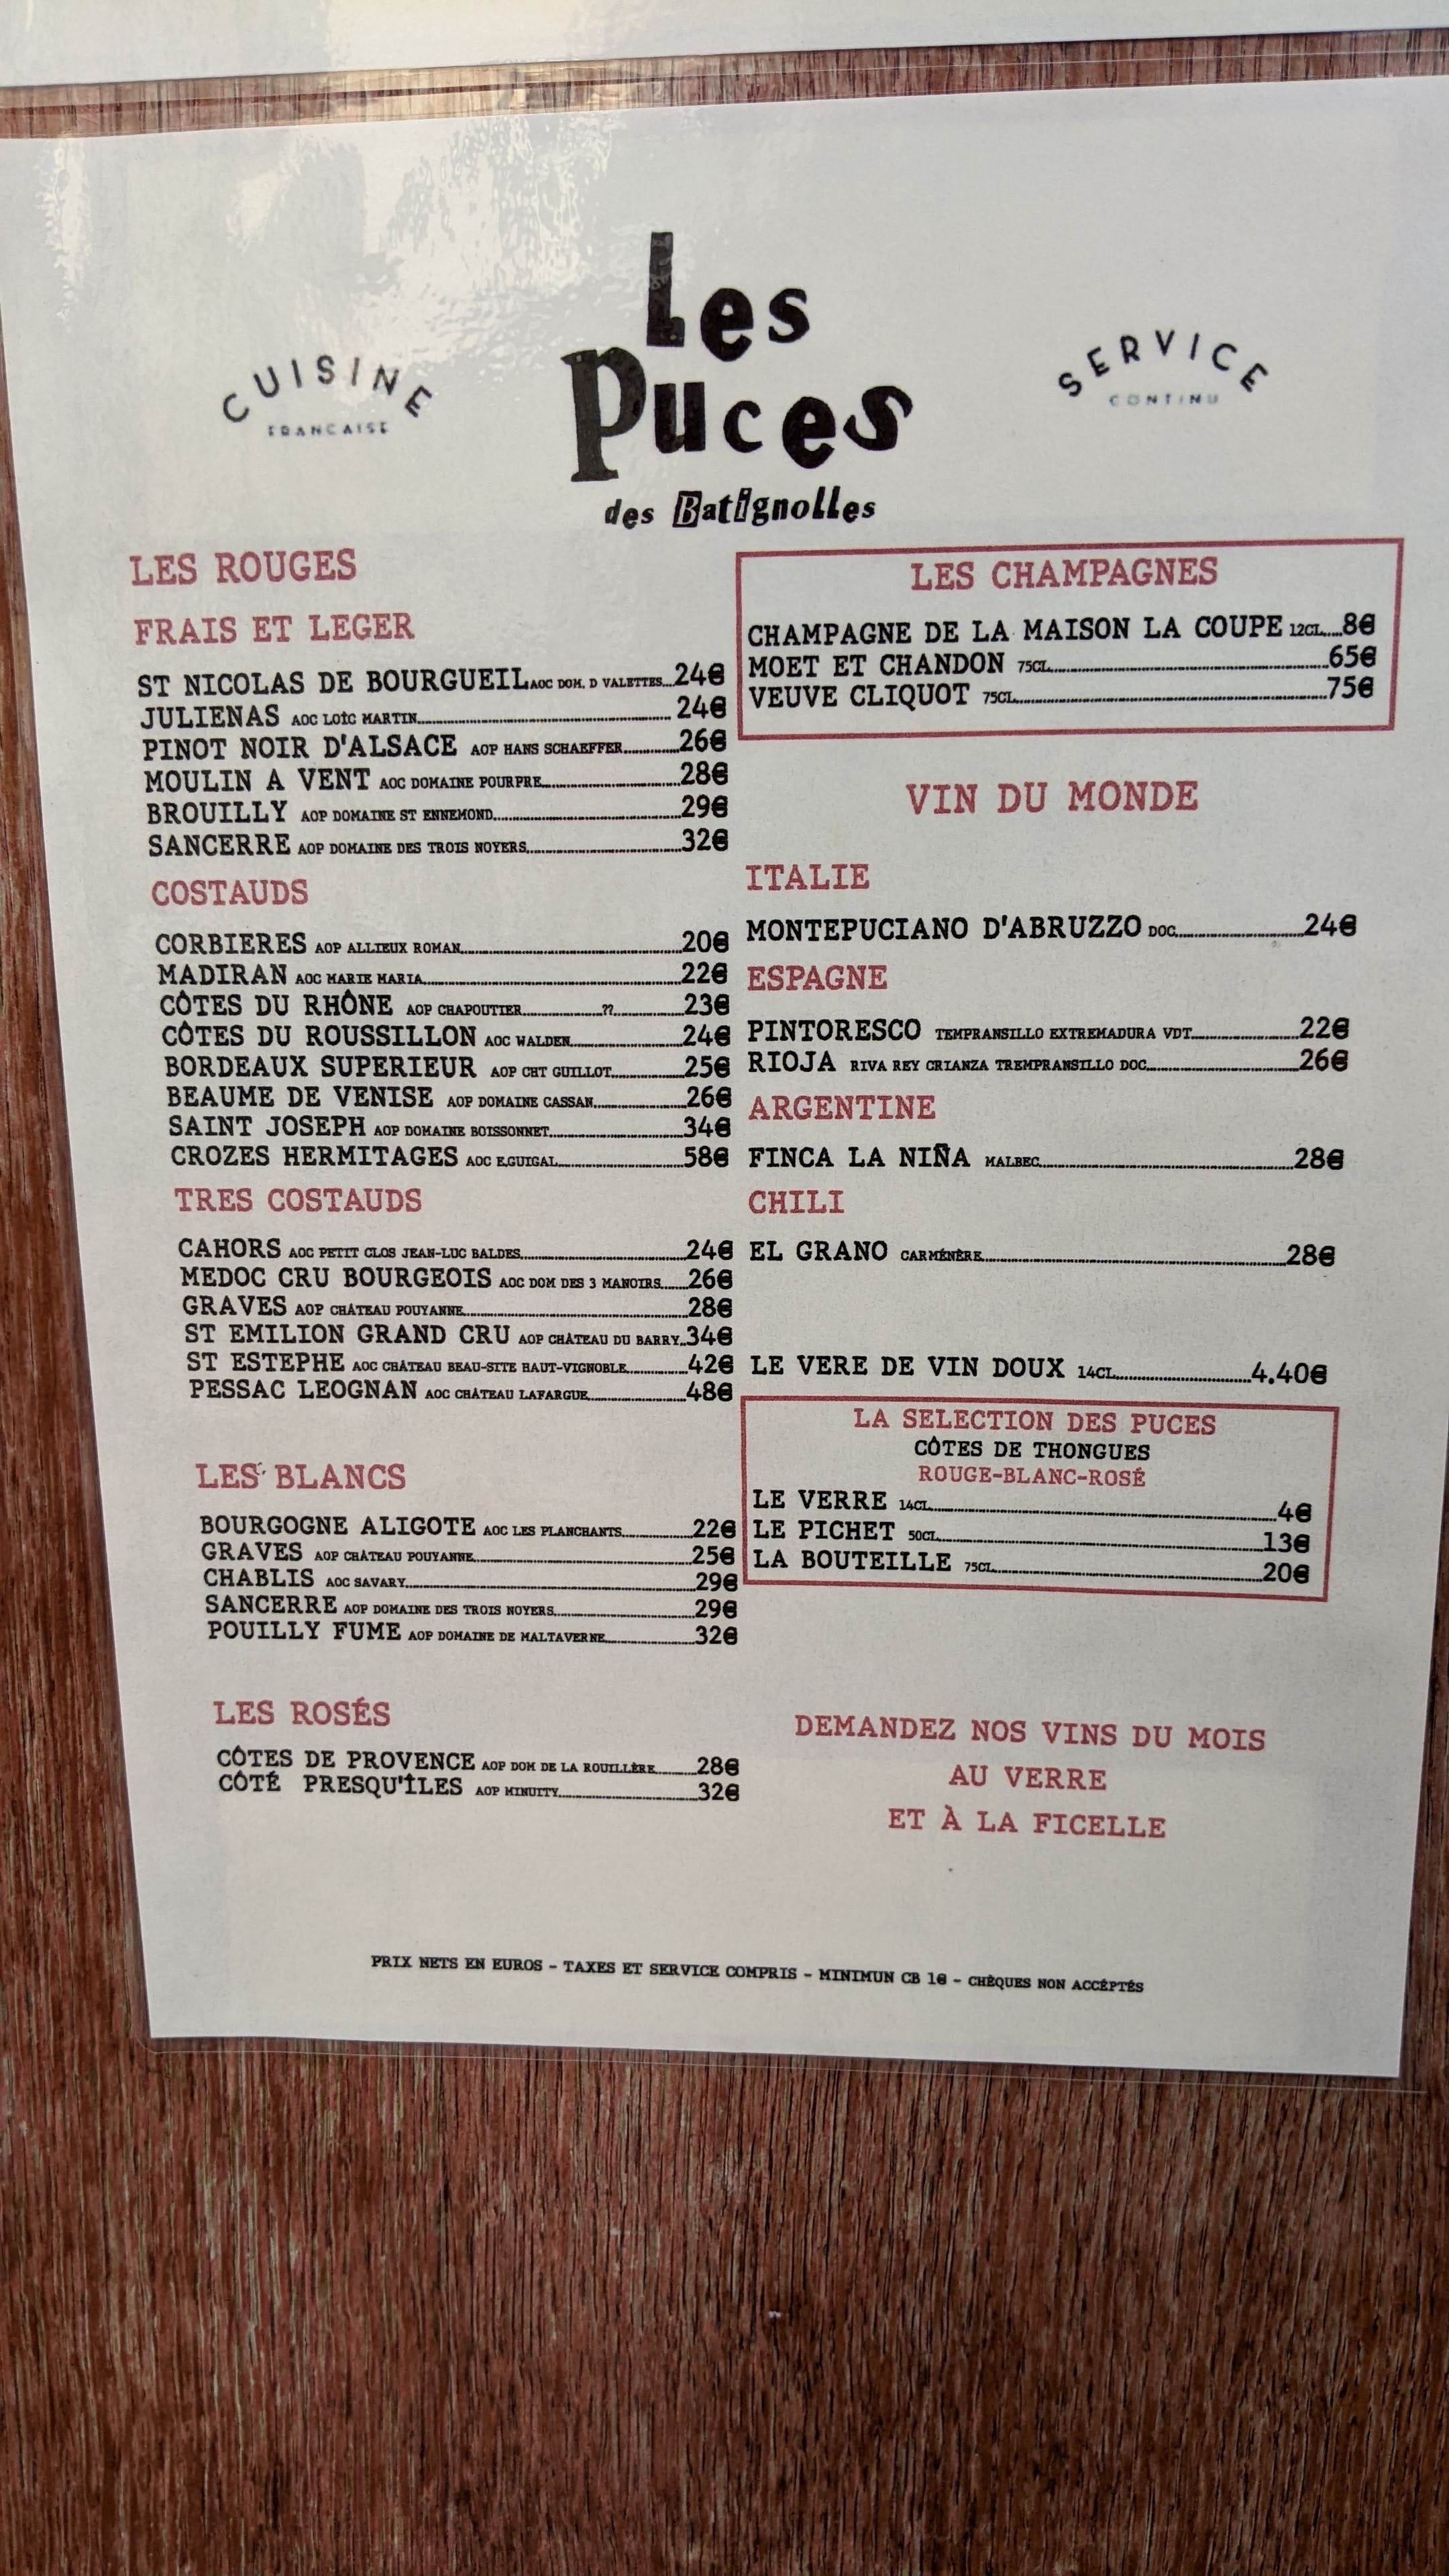 CUISINE
FRANCAISE
Les
Puces
des Batignolles
SERVICE
CONTINU
LES ROUGES
FRAIS ET LEGER
ST NICOLAS DE BOURGUEIL AOC DOM. D VALETTES...24€
JULIENAS AOC LOÏC MARTIN...24€
PINOT NOIR D'ALSACE AOP HANS SCHAEFFER...26€
MOULIN A VENT AOC DOMAINE POURPRE...28€
BROUILLY AOP DOMAINE ST ENNEMOND...29€
SANCERRE AOP DOMAINE DES TROIS NOYERS...32€
COSTAUDS
CORBIERES AOP ALLIEUX ROMAN...20€
MADIRAN AOC MARIE MARIA...22€
CÔTES DU RHÔNE AOP CHAPOUTIER...??...23€
CÔTES DU ROUSSILLON AOC WALDEN...24€
BORDEAUX SUPERIEUR AOP CHT GUILLOT...25€
BEAUME DE VENISE AOP DOMAINE CASSAN...26€
SAINT JOSEPH AOP DOMAINE BOISSONNET...34€
CROZES HERMITAGES AOC E.GUIGAL...58€
TRES COSTAUDS
CAHORS AOC PETIT CLOS JEAN-LUC BALDES...24€
MEDOC CRU BOURGEOIS AOC DOM DES 3 MANOIRS...26€
GRAVES AOP CHÂTEAU POUYANNE...28€
ST EMILION GRAND CRU AOP CHÂTEAU DU BARRY..34€
ST ESTEPHE AOC CHÂTEAU BEAU-SITE HAUT-VIGNOBLE...42€
PESSAC LEOGNAN AOC CHÂTEAU LAFARGUE...48€
LES BLANCS
BOURGOGNE ALIGOTE AOC LES PLANCHANTS...22€
GRAVES AOP CHÂTEAU POUYANNE...25€
CHABLIS AOC SAVARY...29€
SANCERRE AOP DOMAINE DES TROIS NOYERS...29€
POUILLY FUME AOP DOMAINE DE MALTAVERNE...32€
LES ROSÉS
CÔTES DE PROVENCE AOP DOM DE LA ROUILLÈRE...28€
CÔTÉ PRESQU'ÎLES AOP MINUITY...32€
LES CHAMPAGNES
CHAMPAGNE DE LA MAISON LA COUPE 12CL...8€
MOET ET CHANDON 75CL...65€
VEUVE CLIQUOT 75CL...75€
VIN DU MONDE
ITALIE
MONTEPUCIANO D'ABRUZZO DOC...24€
ESPAGNE
PINTORESCO TEMPRANSILLO EXTREMADURA VDT...22€
RIOJA RIVA REY CRIANZA TREMPRANSILLO DOC...26€
ARGENTINE
FINCA LA NIÑA MALBEC...28€
CHILI
EL GRANO CARMÉNÈRE...28€
LE VERE DE VIN DOUX 14CL...4.40€
LA SELECTION DES PUCES
CÔTES DE THONGUES
ROUGE-BLANC-ROSÉ
LE VERRE 14CL...4€
LE PICHET 50CL...13€
LA BOUTEILLE 75CL...20€
DEMANDEZ NOS VINS DU MOIS
AU VERRE
ET À LA FICELLE
PRIX NETS EN EUROS - TAXES ET SERVICE COMPRIS - MINIMUN CB 1€ - CHÈQUES NON ACCÉPTÉS